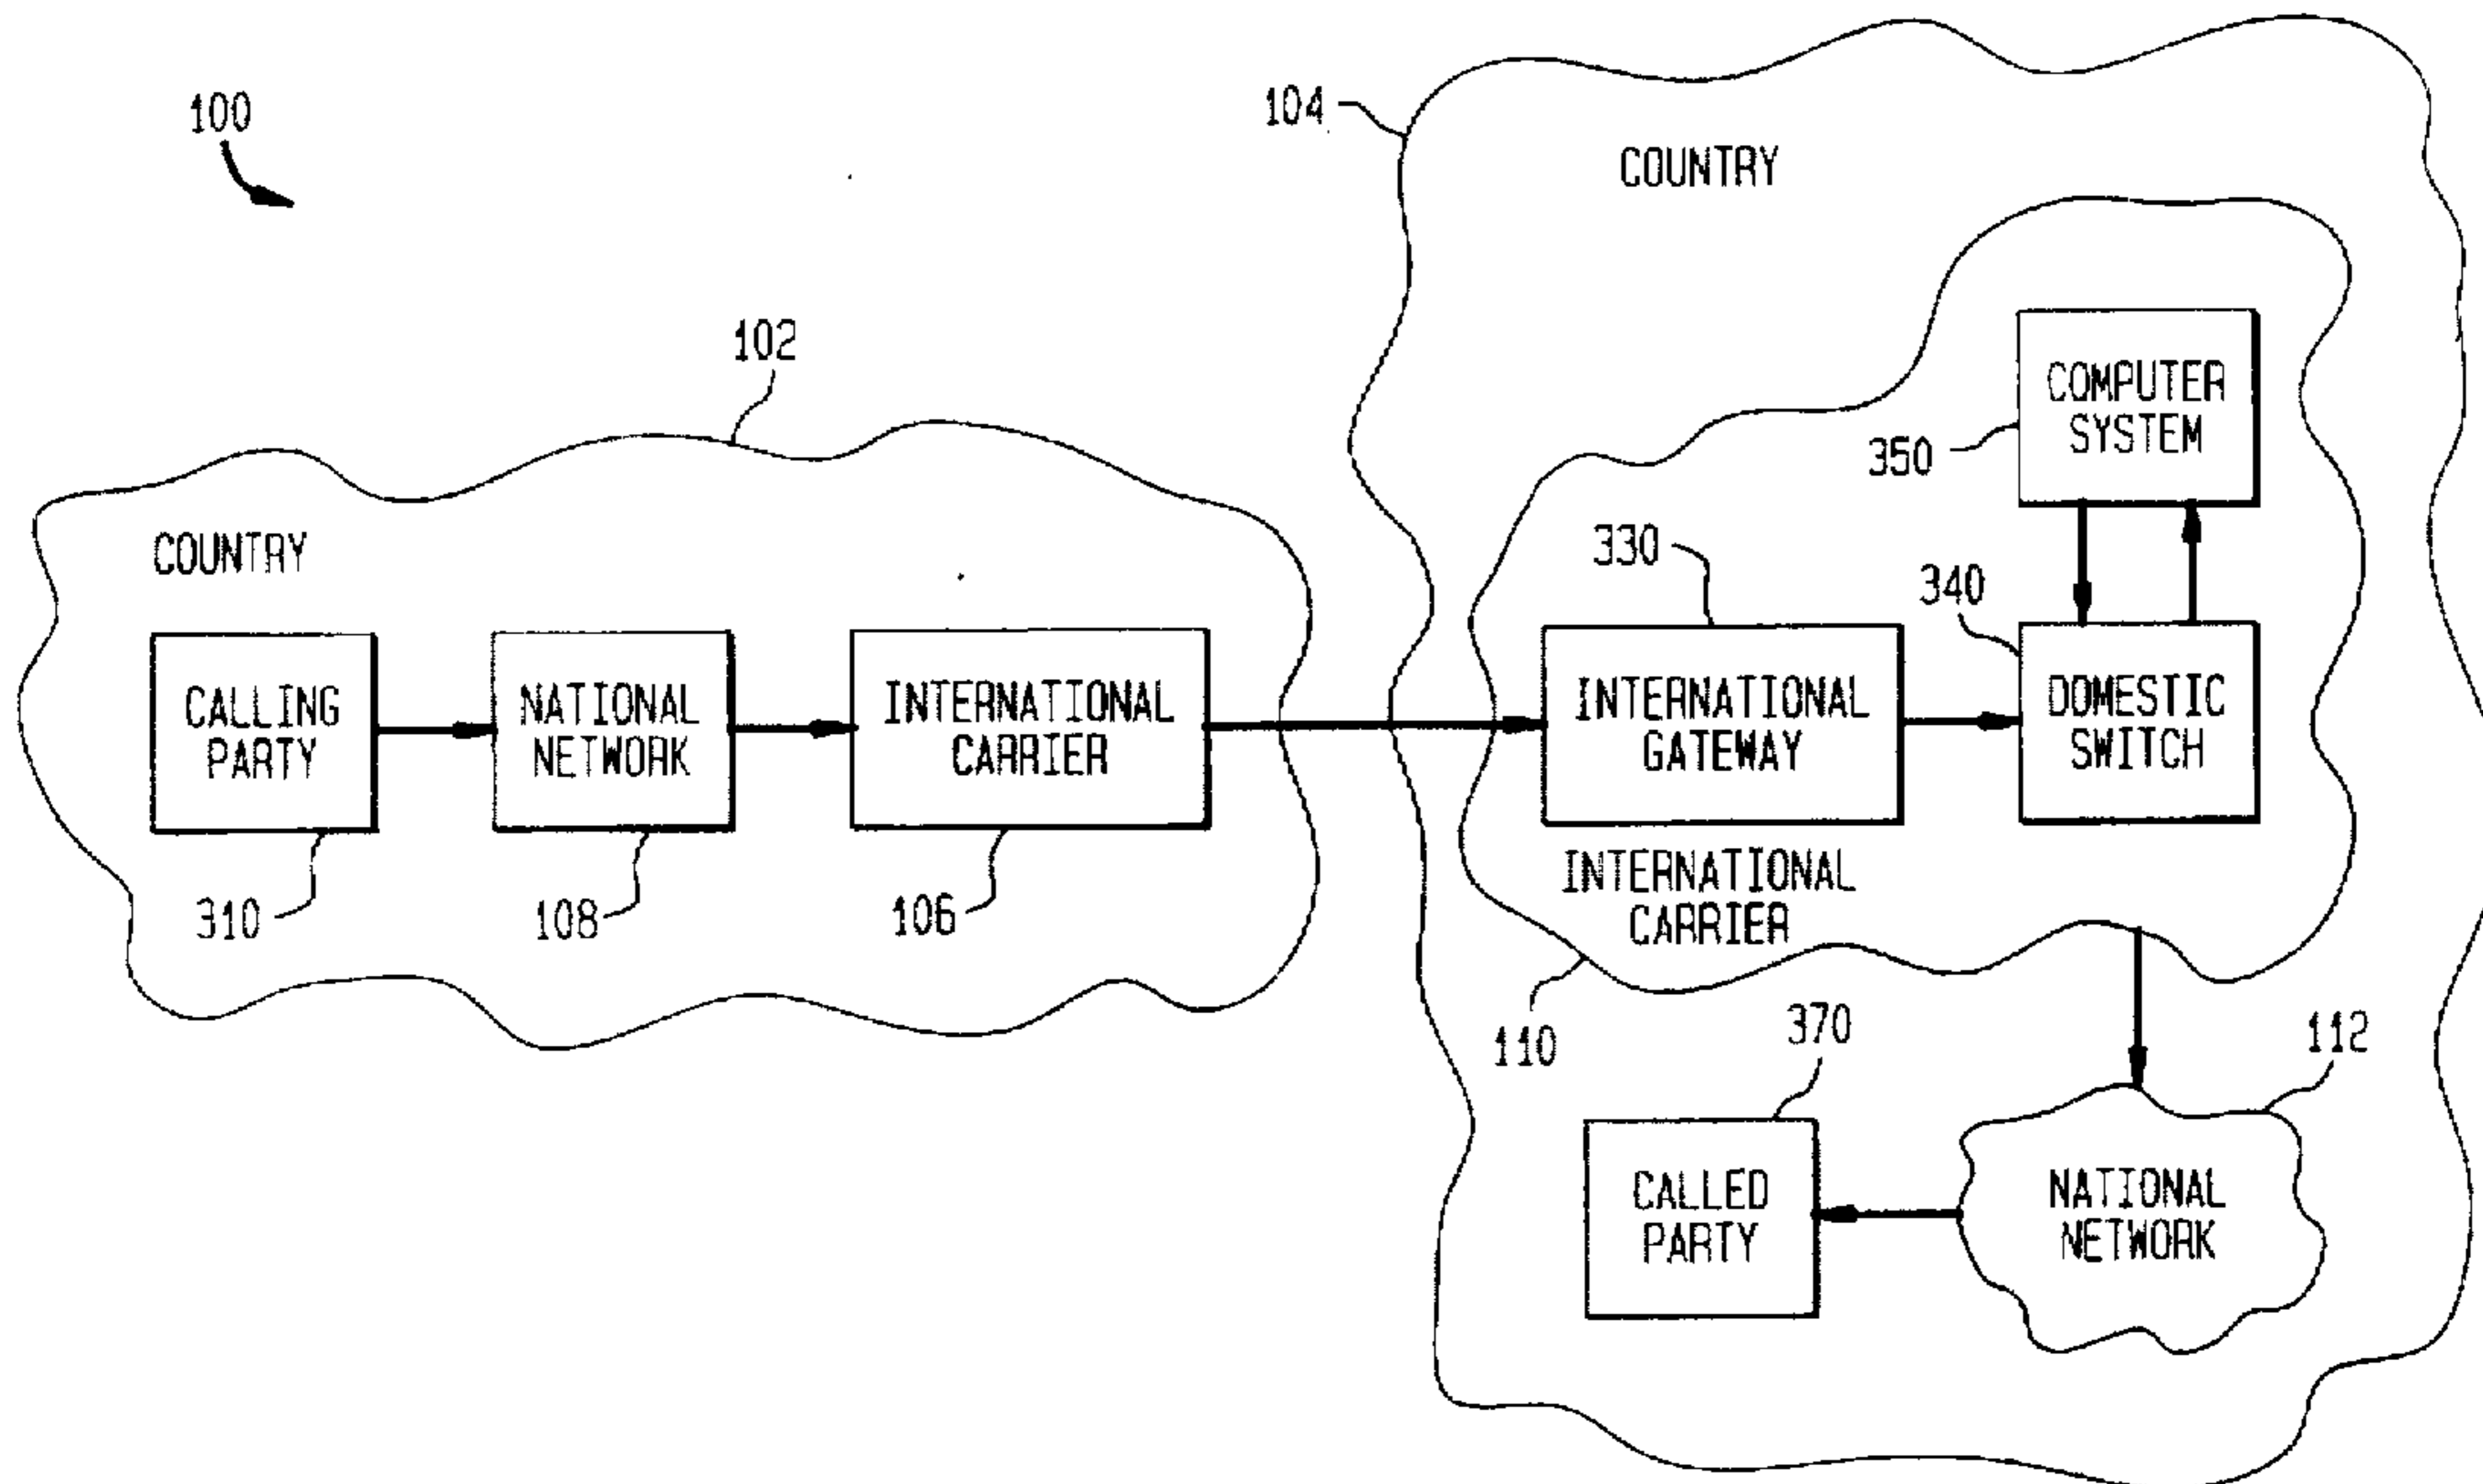 100
104
COUNTRY
102
COMPUTER
SYSTEM
350
COUNTRY
330
340
CALLING
PARTY
NATIONAL
NETWORK
INTERNATIONAL
CARRIER
INTERNATIONAL
GATEWAY
DOMESTIC
SWITCH
310
108
106
INTERNATIONAL
CARRIER
110
370
112
CALLED
PARTY
NATIONAL
NETWORK